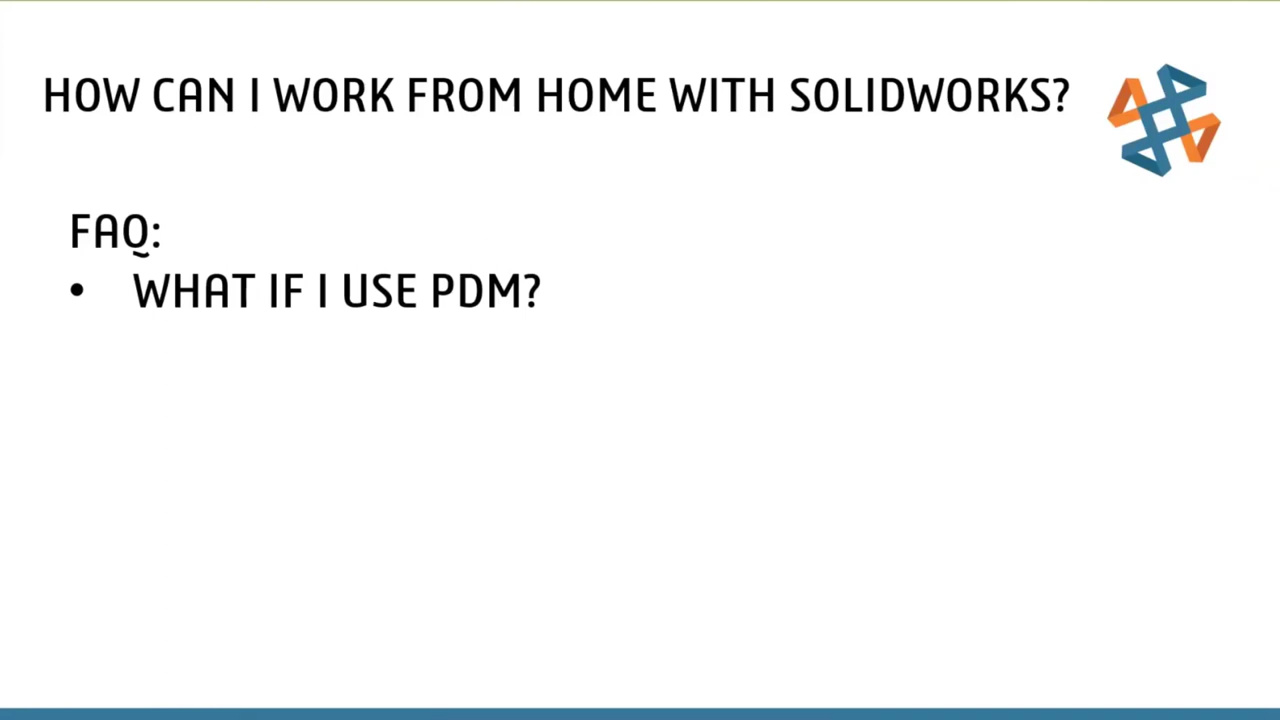 HOW CAN I WORK FROM HOME WITH SOLIDWORKS?
FAQ:
• WHAT IF I USE PDM?